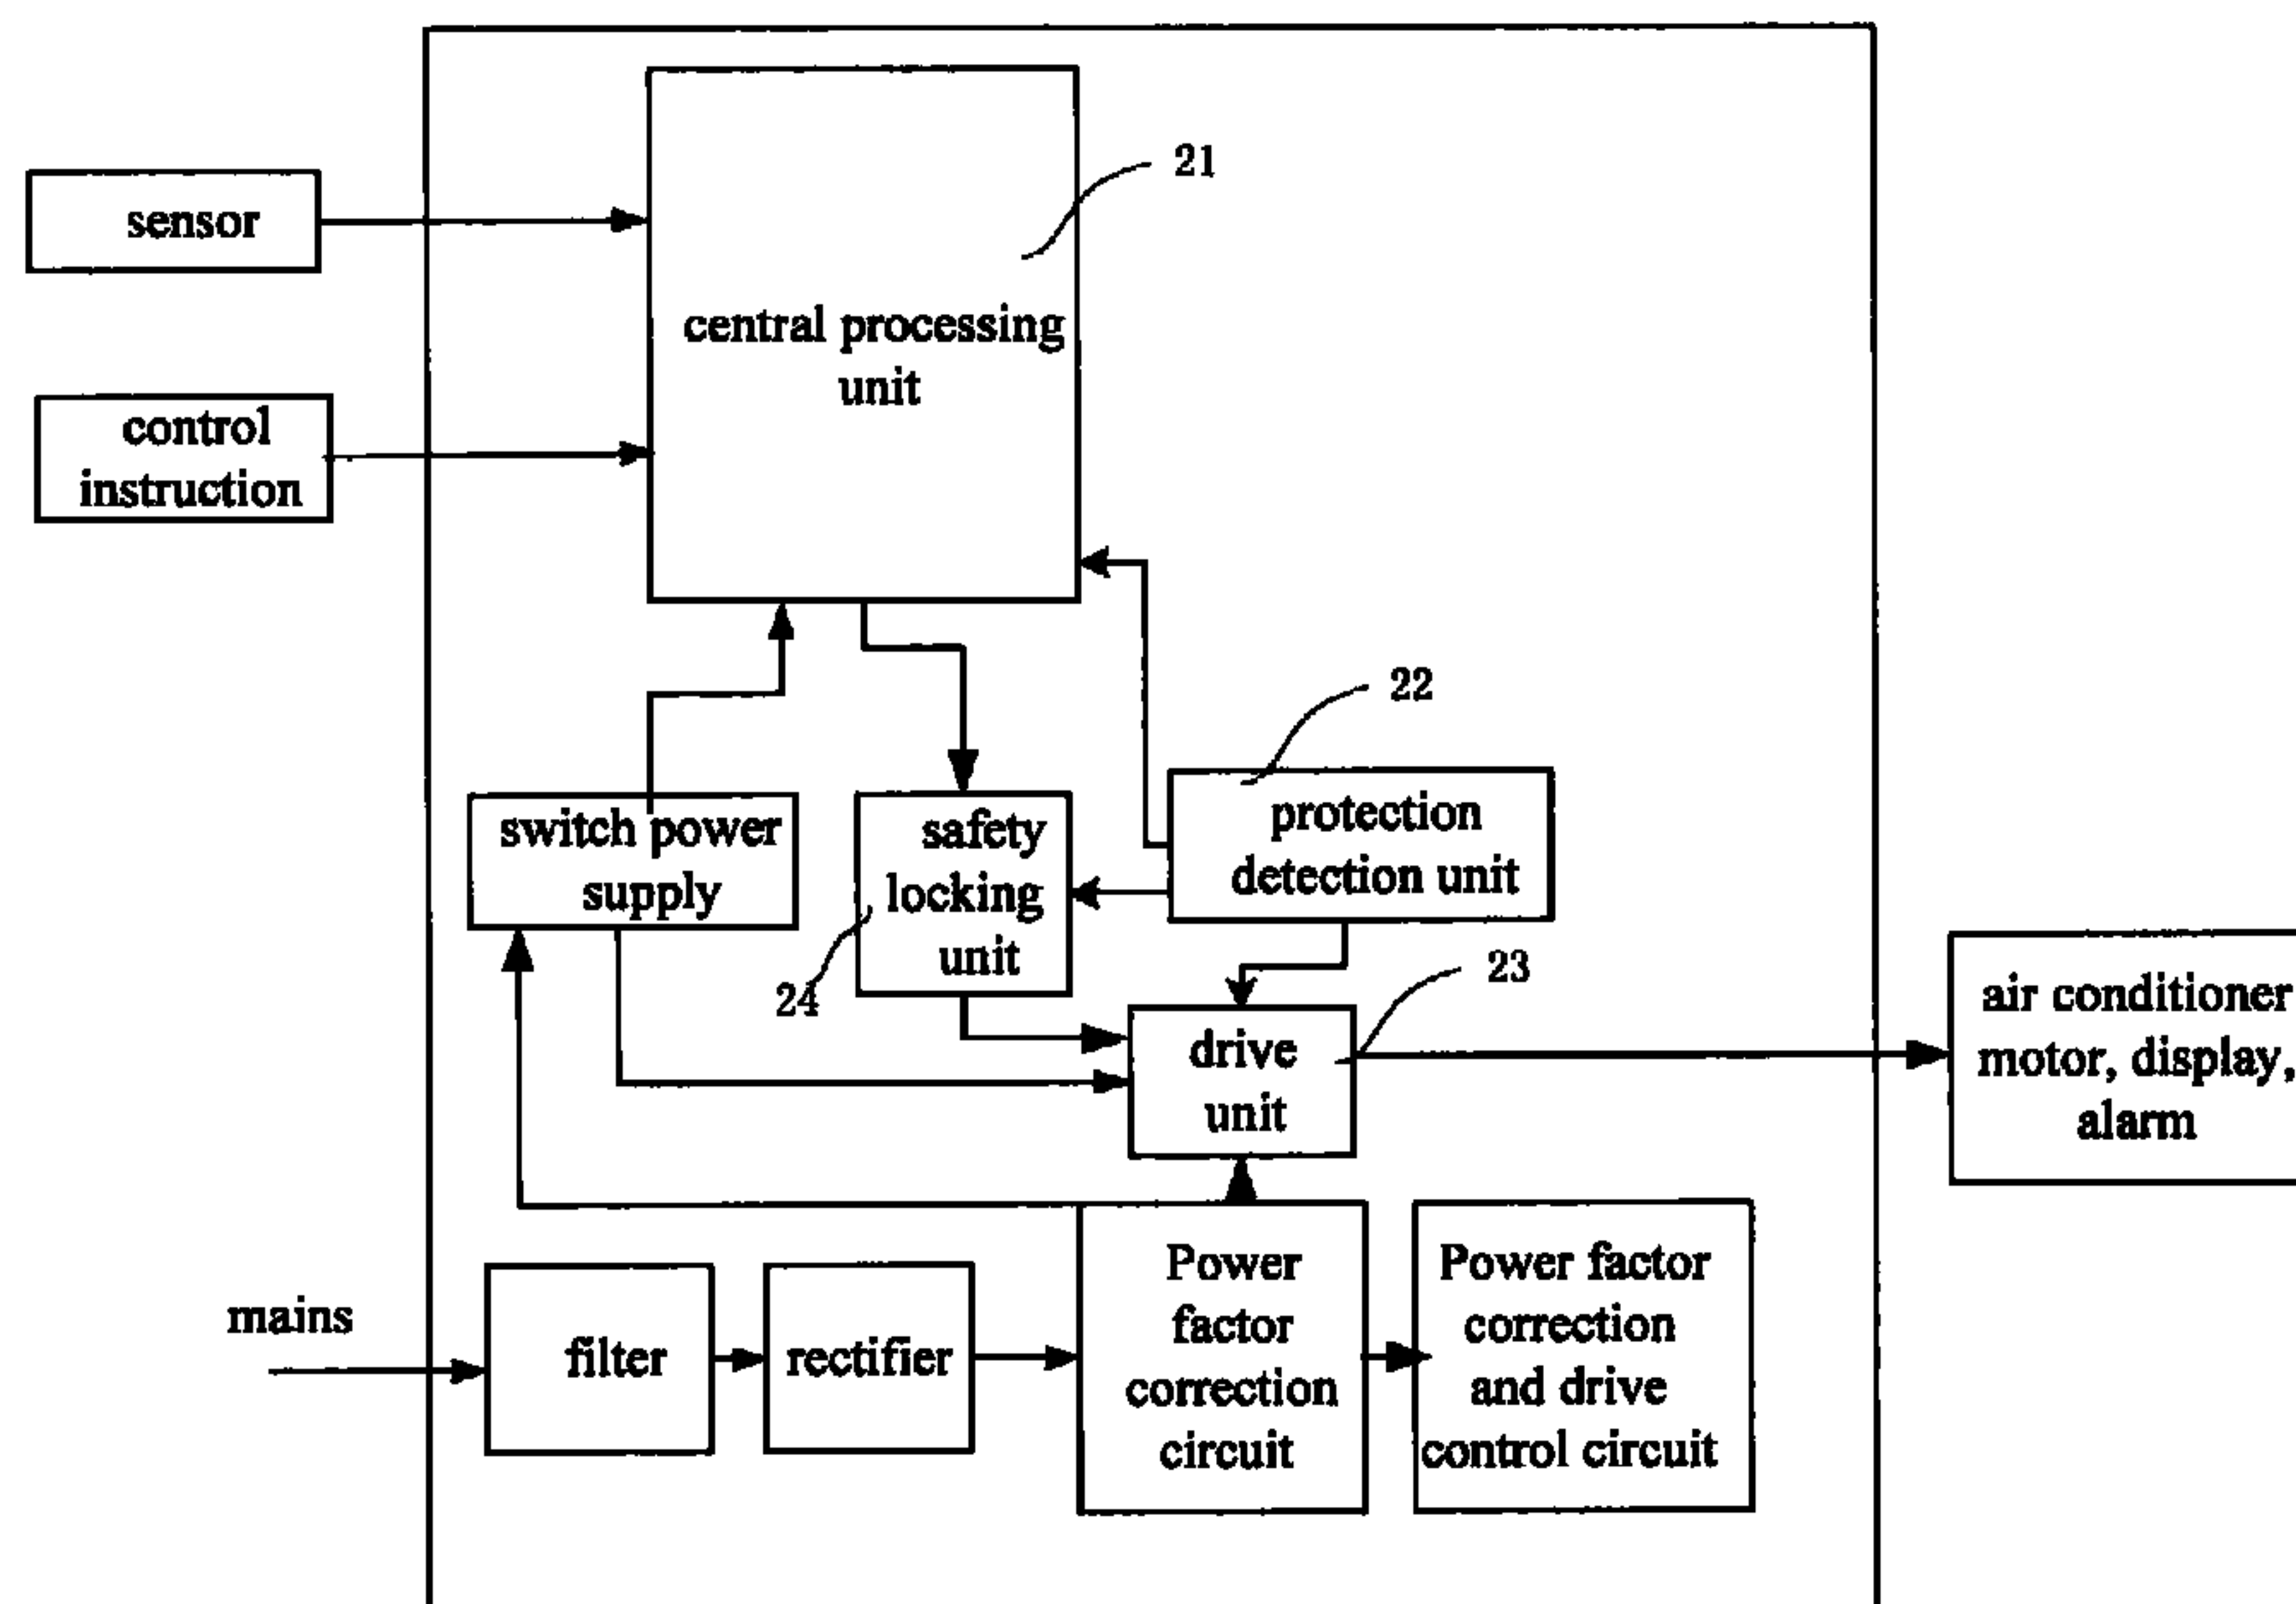 21
sensor
central processing
unit
control
instruction
22
switch power
supply
safety
locking
unit
protection
detection unit
24
23
drive
unit
air conditioner
motor, display,
alarm
mains
filter
rectifier
Power
factor
correction
circuit
Power factor
correction
and drive
control circuit